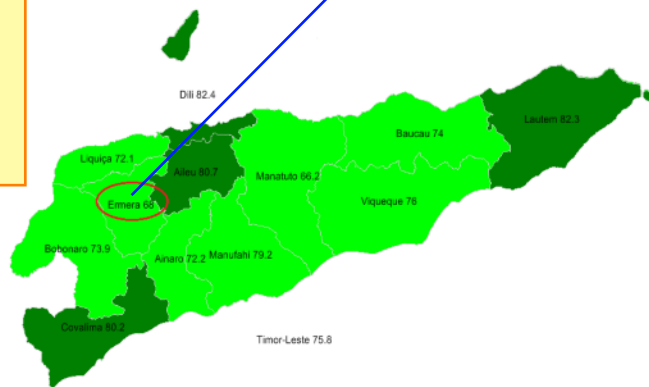 Dili 82.4
Lautem 82.3
Baucau 74
Liquiça 72.1
Aileu 80.7
Manatuto 66.2
Ermera 68
Viqueque 76
Bobonaro 73.9
Ainaro 72.2
Manufahi 79.2
Covalima 80.2
Timor-Leste 75.8